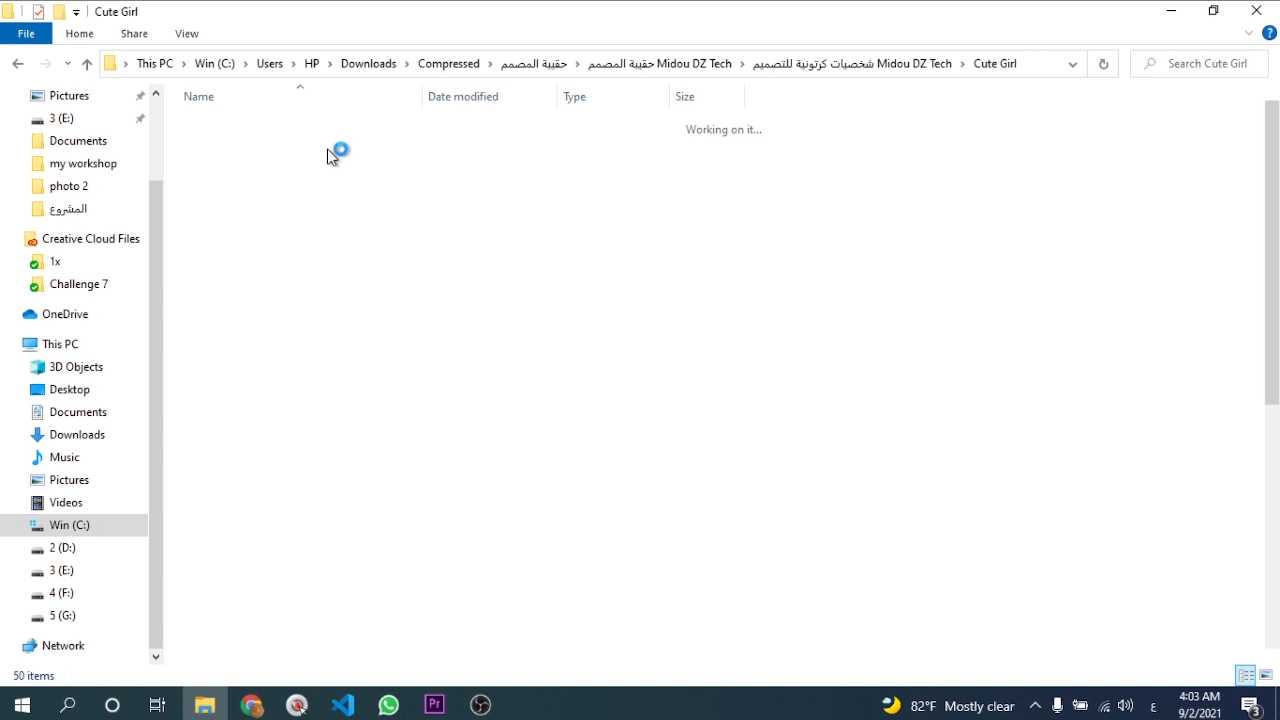 Cute Girl
File Home Share View
This PC Win (C:) Users HP Downloads Compressed حقيبة المصمم حقيبة المصمم Midou DZ Tech شخصيات كرتونية للتصميم Midou DZ Tech Cute Girl Search Cute Girl
Name Date modified Type Size
Working on it...
Pictures
3 (E:)
Documents
my workshop
photo 2
المشروع
Creative Cloud Files
1x
Challenge 7
OneDrive
This PC
3D Objects
Desktop
Documents
Downloads
Music
Pictures
Videos
Win (C:)
2 (D:)
3 (E:)
4 (F:)
5 (G:)
Network
50 items
Pr 82°F Mostly clear ع 4:03 AM
9/2/2021 3